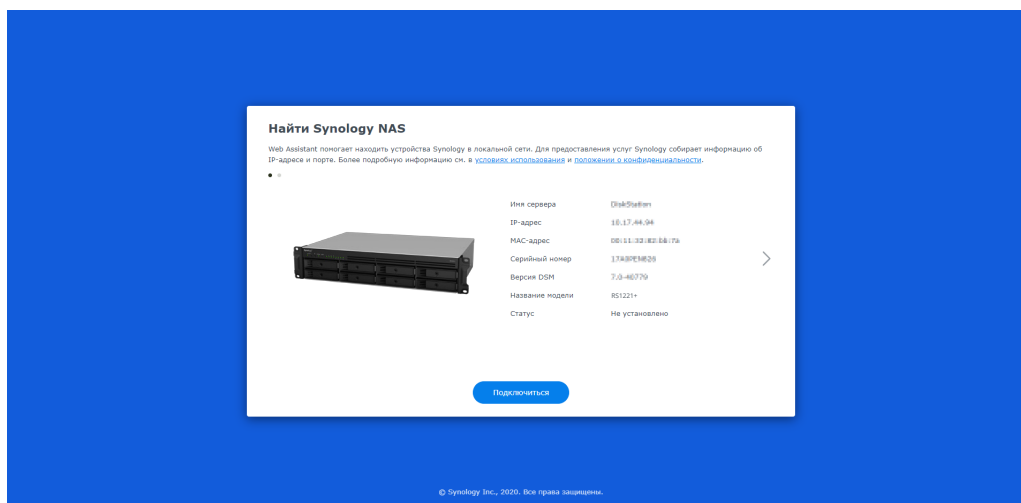 Найти Synology NAS
Web Assistant помогает находить устройства Synology в локальной сети. Для предоставления услуг Synology собирает информацию об
IP-адресе и порте. Более подробную информацию см. в условиях использования и положении о конфиденциальности.
Имя сервера DiskStation
IP-адрес
MAC-адрес
Серийный номер
Версия DSM
Название модели RS1221+
Статус Не установлено
Подключиться
© Synology Inc., 2020. Все права защищены.